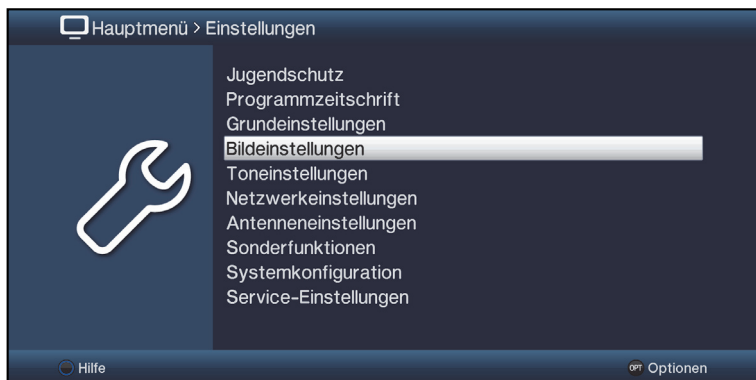 Hauptmenü > Einstellungen
Jugendschutz
Programmzeitschrift
Grundeinstellungen
Bildeinstellungen
Toneinstellungen
Netzwerkeinstellungen
Antenneneinstellungen
Sonderfunktionen
Systemkonfiguration
Service-Einstellungen
Hilfe
OPT Optionen